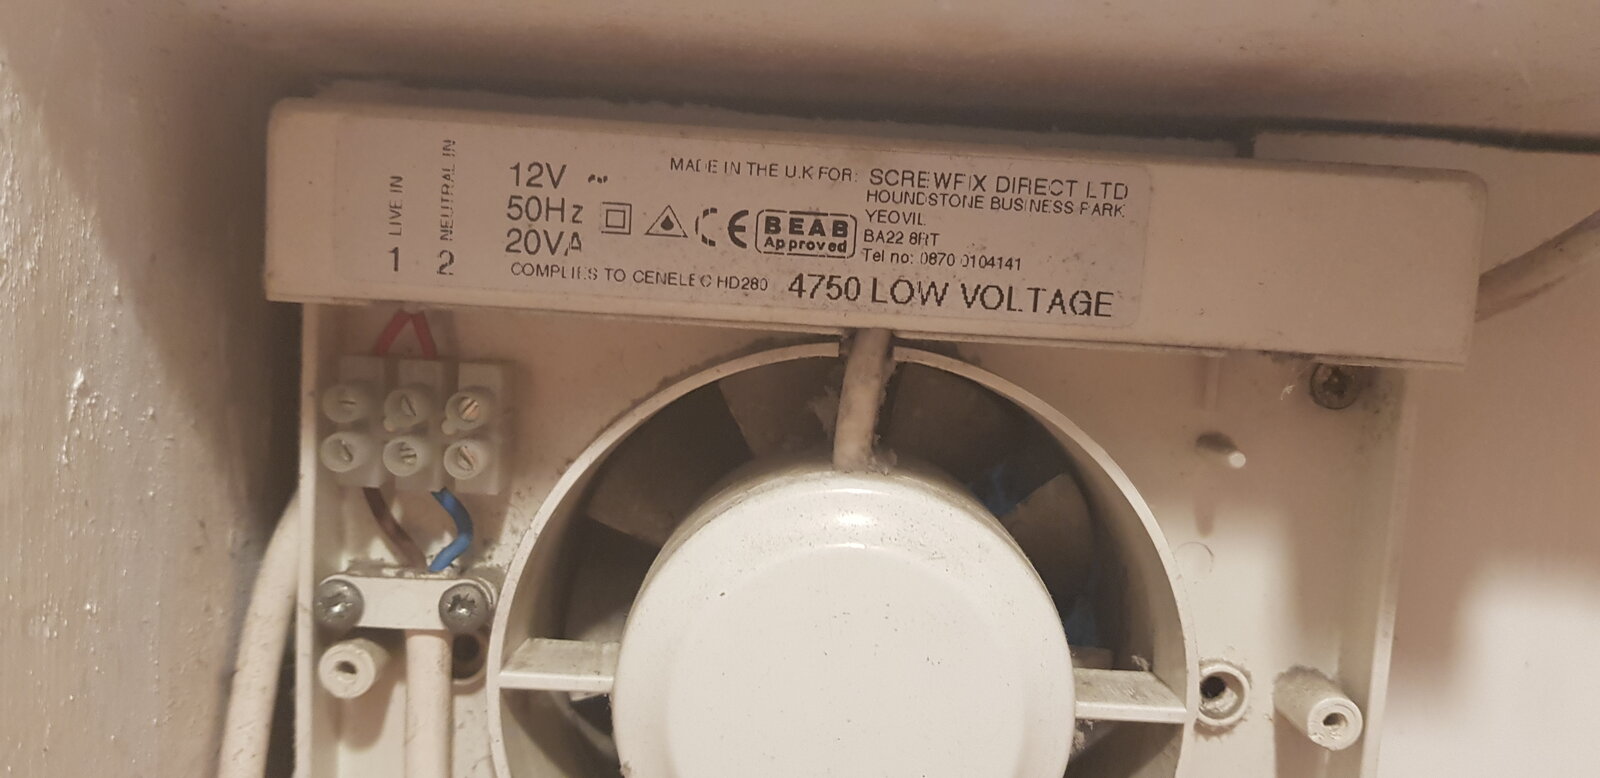 1 LIVE IN
2 NEUTRAL IN
12V
50Hz
20VA
COMPLIES TO CENELEC HD280
CE
BEAB
Approved
MADE IN THE U.K FOR:
SCREWFIX DIRECT LTD
HOUNDSTONE BUSINESS PARK
YEOVIL
BA22 8RT
Tel no: 0870 0104141
4750 LOW VOLTAGE